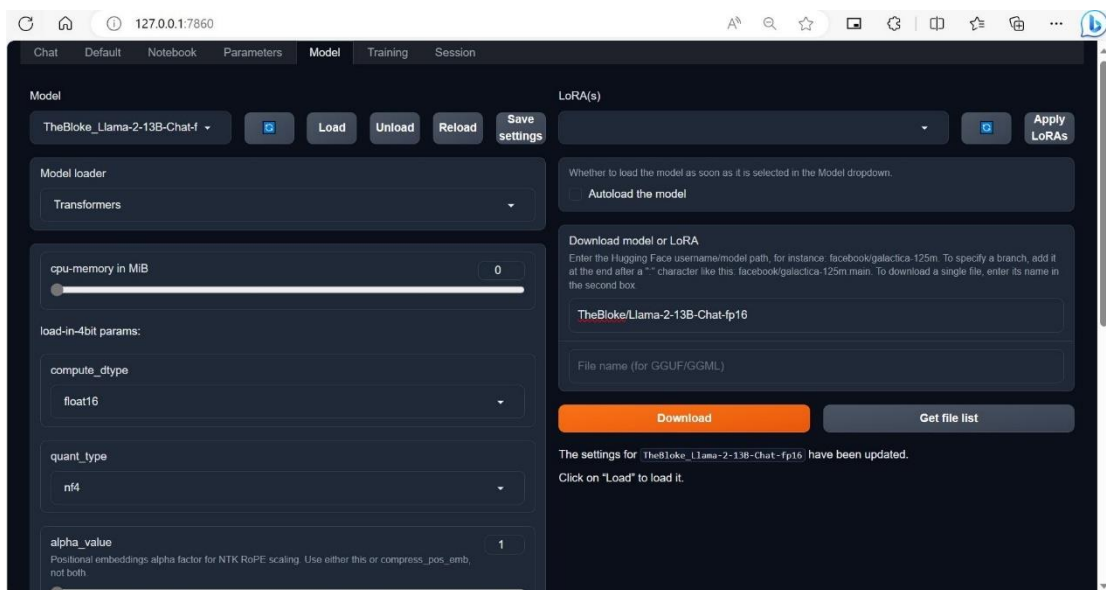 127.0.0.1:7860
Chat Default Notebook Parameters Model Training Session
Model
TheBloke_Llama-2-13B-Chat-f
Load
Unload
Reload
Save
settings
Model loader
Transformers
cpu-memory in MiB
0
load-in-4bit params:
compute_dtype
float16
quant_type
nf4
alpha_value
1
Positional embeddings alpha factor for NTK RoPE scaling. Use either this or compress_pos_emb,
not both.
LoRA(s)
Apply
LoRAs
Whether to load the model as soon as it is selected in the Model dropdown.
Autoload the model
Download model or LoRA
Enter the Hugging Face username/model path, for instance: facebook/galactica-125m. To specify a branch, add it
at the end after a ":" character like this: facebook/galactica-125m:main. To download a single file, enter its name in
the second box.
TheBloke/Llama-2-13B-Chat-fp16
File name (for GGUF/GGML)
Download
Get file list
The settings for TheBloke_Llama-2-13B-Chat-fp16 have been updated.
Click on “Load” to load it.